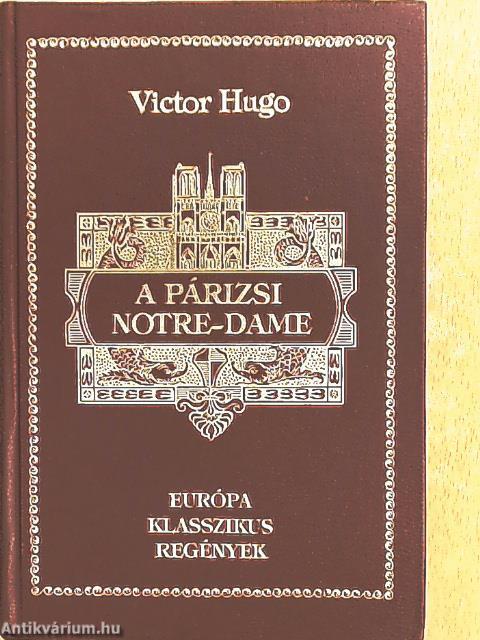 Victor Hugo
A PÁRIZSI
NOTRE-DAME
EURÓPA
KLASSZIKUS
REGÉNYEK
Antikvárium.hu